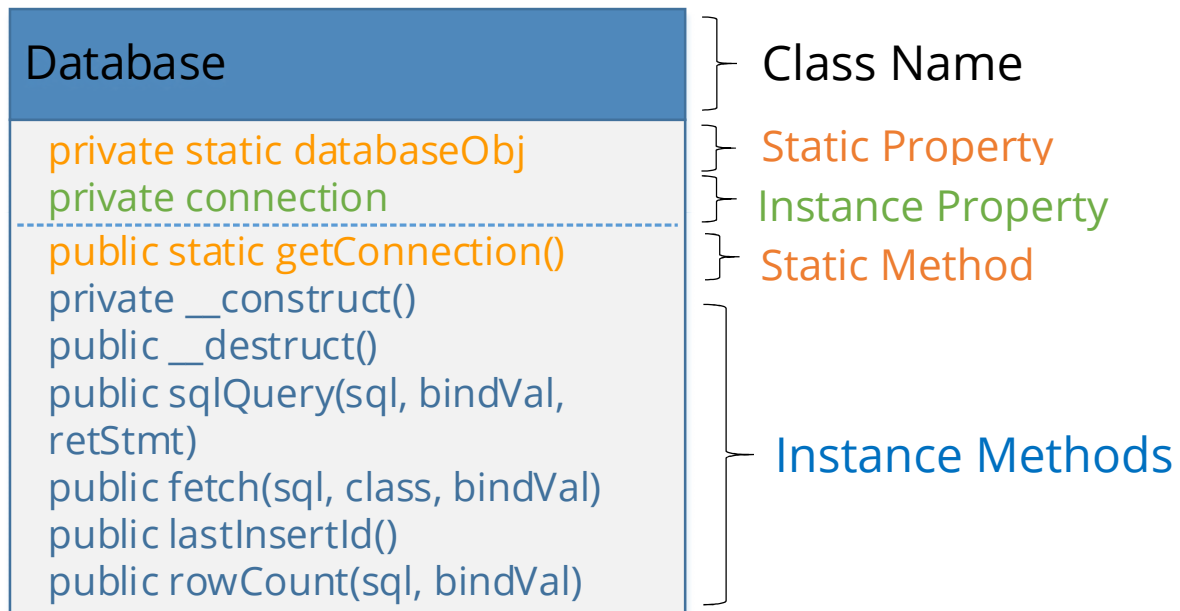 Database
Class Name
private static databaseObj
Static Property
private connection
Instance Property
public static getConnection()
Static Method
private __construct()
public __destruct()
public sqlQuery(sql, bindVal,
retStmt)
public fetch(sql, class, bindVal)
public lastInsertId()
public rowCount(sql, bindVal)
Instance Methods